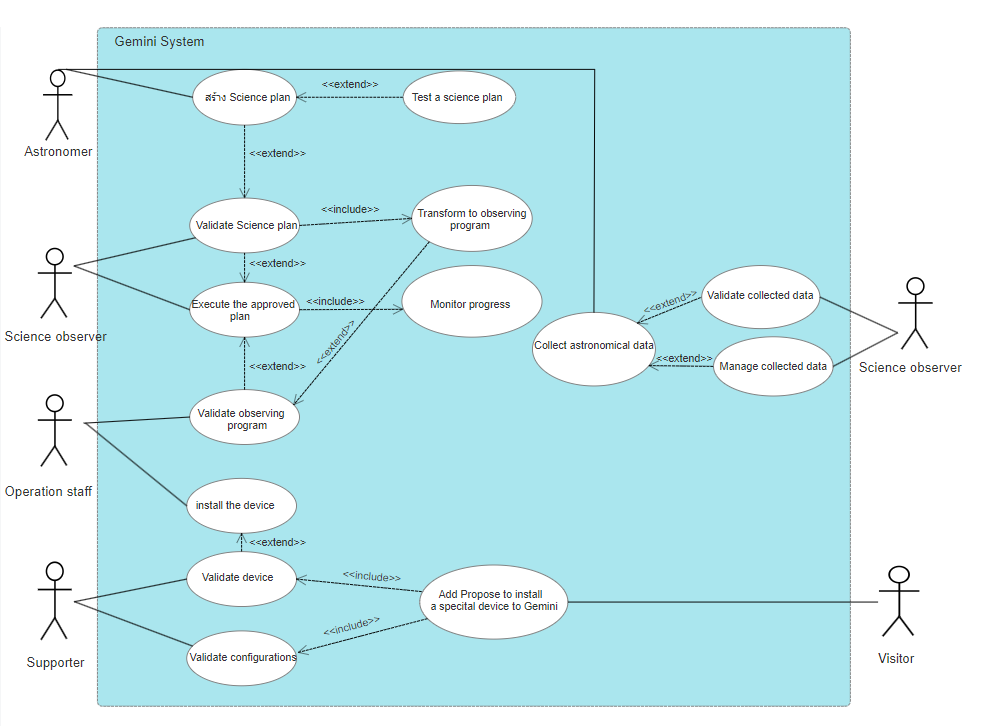 Gemini System
Astronomer
สร้าง Science plan
<<extend>>
Test a science plan
<<extend>>
Validate Science plan
<<include>>
Transform to observing
program
<<extend>>
Science observer
Execute the approved
plan
<<include>>
Monitor progress
<<extend>>
<<extend>>
Validate observing
program
Collect astronomical data
<<extend>>
Validate collected data
<<extend>>
Manage collected data
Science observer
Operation staff
install the device
<<extend>>
Validate device
<<include>>
Add Propose to install
a specital device to Gemini
<<include>>
Validate configurations
Supporter
Visitor